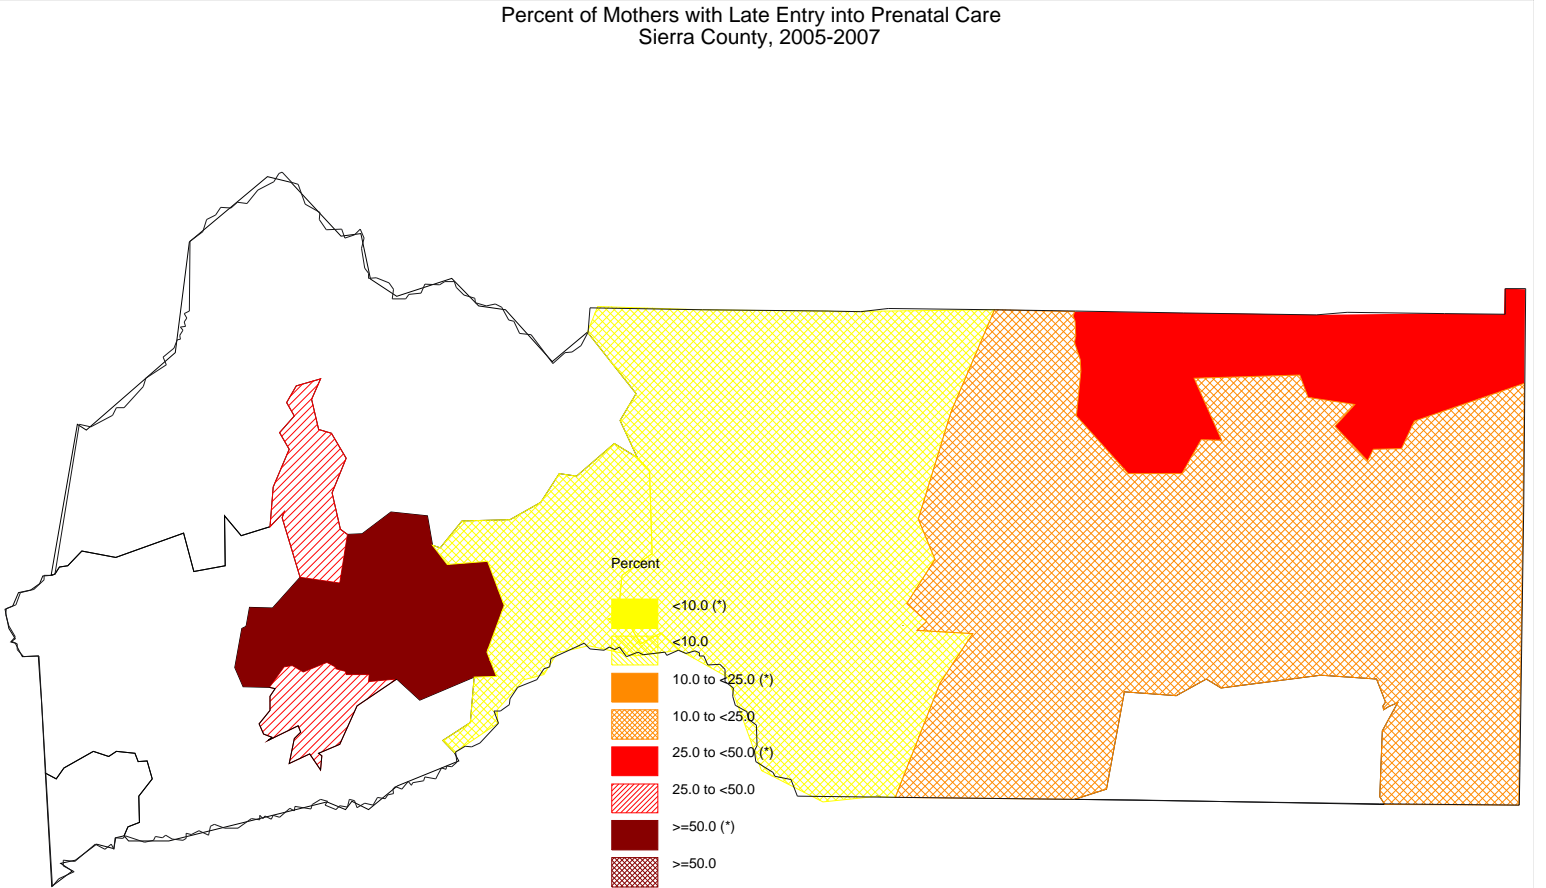 Percent of Mothers with Late Entry into Prenatal Care
Sierra County, 2005-2007
Percent
<10.0 (*)
<10.0
10.0 to <25.0 (*)
10.0 to <25.0
25.0 to <50.0 (*)
25.0 to <50.0
>=50.0 (*)
>=50.0